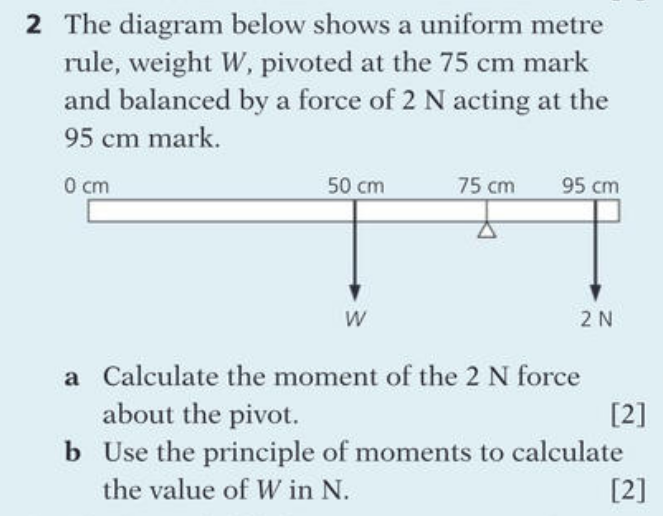 2 The diagram below shows a uniform metre
rule, weight W, pivoted at the 75 cm mark
and balanced by a force of 2 N acting at the
95 cm mark.
0 cm 50 cm 75 cm 95 cm
W 2 N
a Calculate the moment of the 2 N force
about the pivot. [2]
b Use the principle of moments to calculate
the value of W in N. [2]